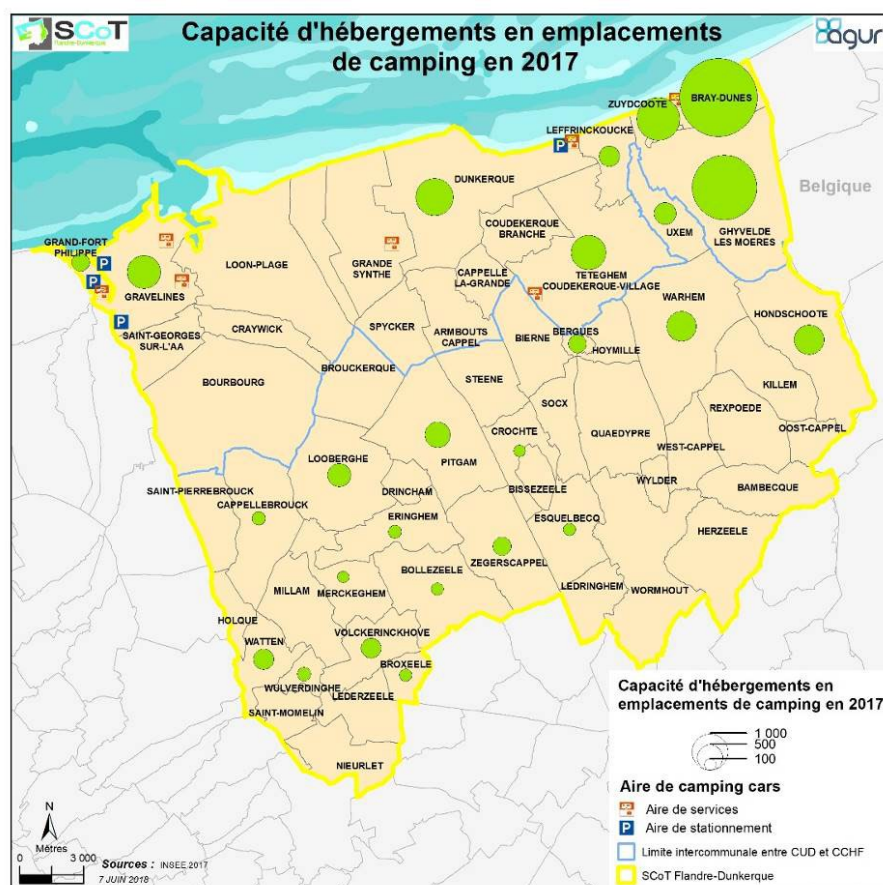 SCoT
Flandre-Dunkerque
Capacité d'hébergements en emplacements
de camping en 2017
agur
ZUYDCOOTE
BRAY-DUNES
LEFFRINCKOUCKE
Belgique
DUNKERQUE
COUDEKERQUE
BRANCHE
UXEM
GHYVELDE
LES MOERES
GRAND-FORT
PHILIPPE
LOON-PLAGE
GRANDE
SYNTHE
CAPPELLE
LA-GRANDE
TETEGHEM
COUDEKERQUE-VILLAGE
GRAVELINES
WARHEM
HONDSCHOOTE
SAINT-GEORGES
SUR-L'AA
CRAYWICK
SPYCKER
ARMBOUTS
CAPPEL
BIERNE
BERGUES
HOYMILLE
BOURBOURG
BROUCKERQUE
STEENE
KILLEM
SOCX
REXPOEDE
CROCHTE
QUAEDYPRE
OOST-CAPPEL
WEST-CAPPEL
LOOBERGHE
PITGAM
SAINT-PIERREBROUCK
DRINCHAM
BISSEZEELE
WYLDER
BAMBECQUE
CAPPELLEBROUCK
ERINGHEM
ESQUELBECQ
HERZEELE
BOLLEZEELE
ZEGERSCAPPEL
MILLAM
MERCKEGHEM
LEDRINGHEM
WORMHOUT
HOLQUE
WATTEN
VOLCKERINCKHOVE
BROXEELE
WULVERDINGHE
LEDERZEELE
SAINT-MOMELIN
NIEURLET
Capacité d'hébergements en
emplacements de camping en 2017
1 000
500
100
Aire de camping cars
Aire de services
P Aire de stationnement
Limite intercommunale entre CUD et CCHF
SCoT Flandre-Dunkerque
N
Mètres
0 3 000
Sources : INSEE 2017
7 JUIN 2018